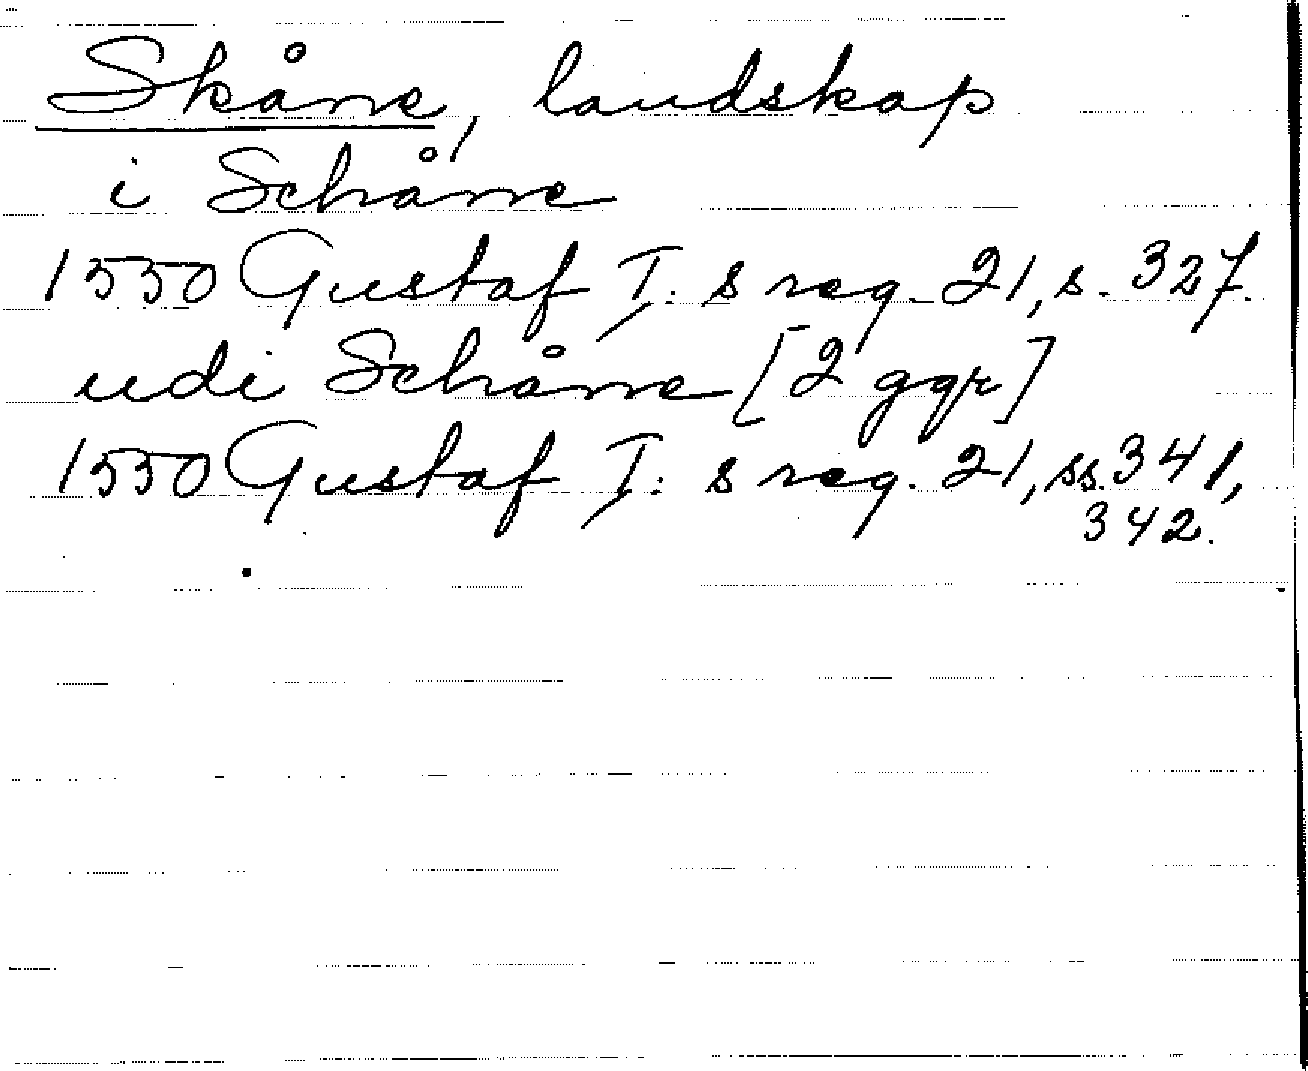 Skåne, landskap
i Schåne
1550 Gustaf I: s reg. 21, s. 327.
udi Schåne [2 ggr]
1550 Gustaf I: s reg. 21, ss. 341,
342.